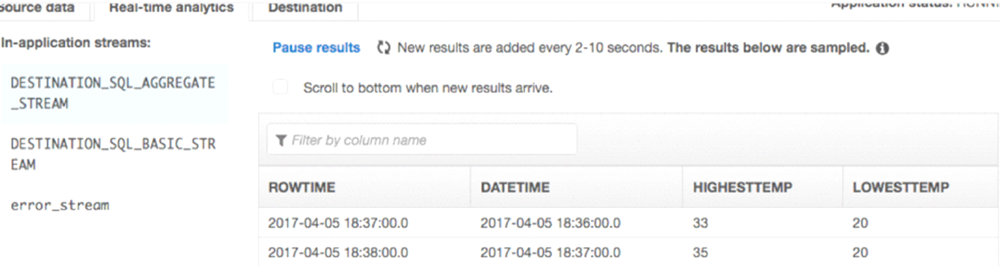 Source data
Real-time analytics
Destination
Application status:
In-application streams:
DESTINATION_SQL_AGGREGATE
_STREAM
DESTINATION_SQL_BASIC_STR
EAM
error_stream
Pause results New results are added every 2-10 seconds. The results below are sampled.
Scroll to bottom when new results arrive.
Filter by column name
ROWTIME DATETIME HIGHESTTEMP LOWESTTEMP
2017-04-05 18:37:00.0 2017-04-05 18:36:00.0 33 20
2017-04-05 18:38:00.0 2017-04-05 18:37:00.0 35 20